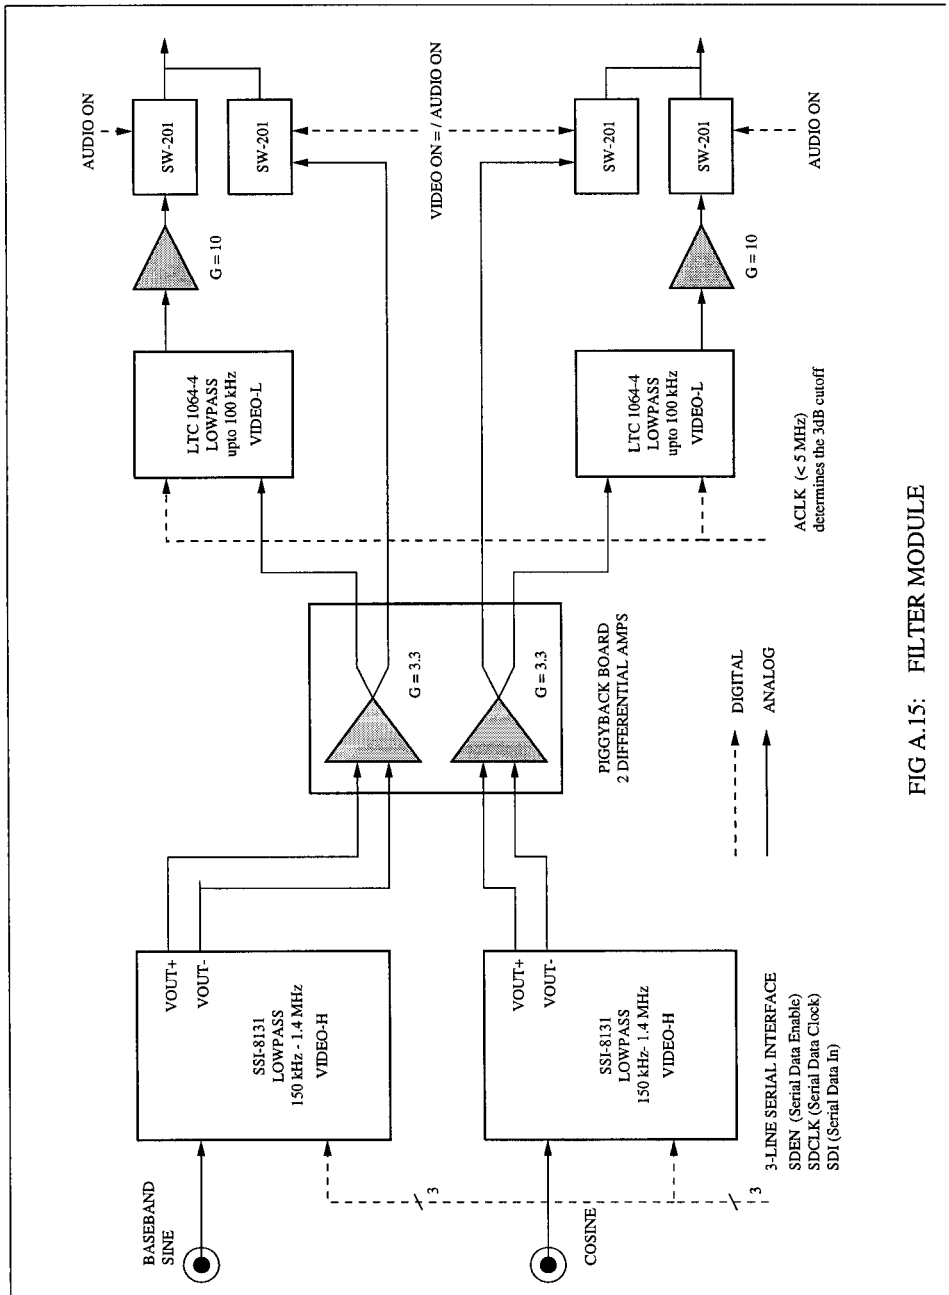 BASEBAND
SINE
COSINE
3
3
3-LINE SERIAL INTERFACE
SDEN (Serial Data Enable)
SDCLK (Serial Data Clock)
SDI (Serial Data In)
SSI-8131
LOWPASS
150 kHz - 1.4 MHz
VIDEO-H
VOUT+
VOUT-
SSI-8131
LOWPASS
150 kHz- 1.4 MHz
VIDEO-H
VOUT+
VOUT-
G = 3.3
G = 3.3
PIGGYBACK BOARD
2 DIFFERENTIAL AMPS
DIGITAL
ANALOG
LTC 1064-4
LOWPASS
upto 100 kHz
VIDEO-L
LTC 1064-4
LOWPASS
upto 100 kHz
VIDEO-L
ACLK (< 5 MHz)
determines the 3dB cutoff
G = 10
G = 10
AUDIO ON
SW-201
SW-201
VIDEO ON = / AUDIO ON
SW-201
SW-201
AUDIO ON
FIG A.15: FILTER MODULE